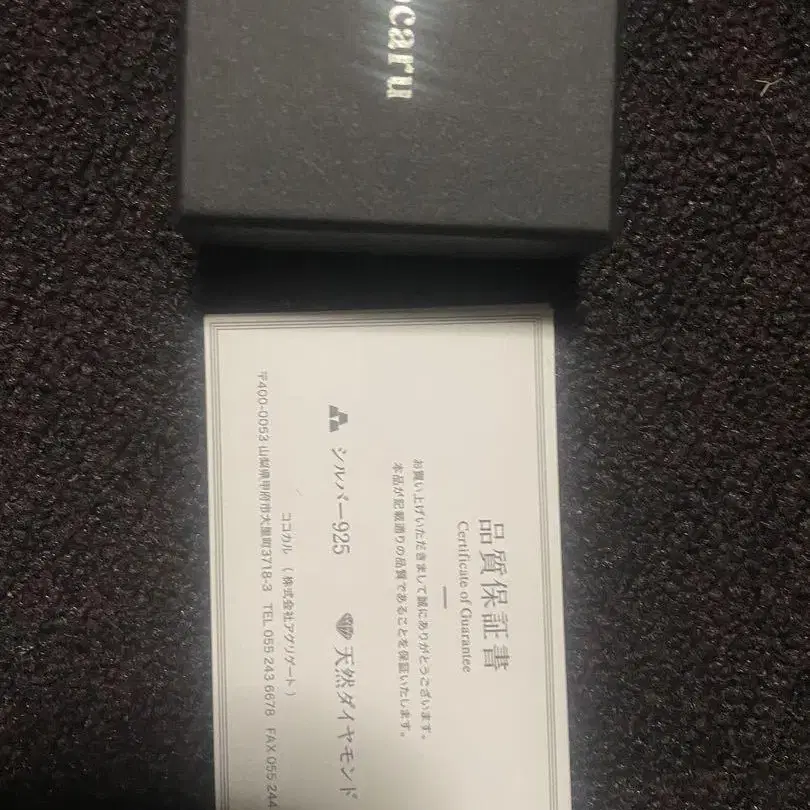 ocaru
品質保証書
Certificate of Guarantee
お買い上げいただきまして誠にありがとうございます。
本品が記載通りの品質であることを保証いたします。
シルバー925 天然ダイヤモンド
ココカル (株式会社アグリゲート)
〒400-0053 山梨県甲府市大里町3718-3 TEL 055 243 6678 FAX 055 244